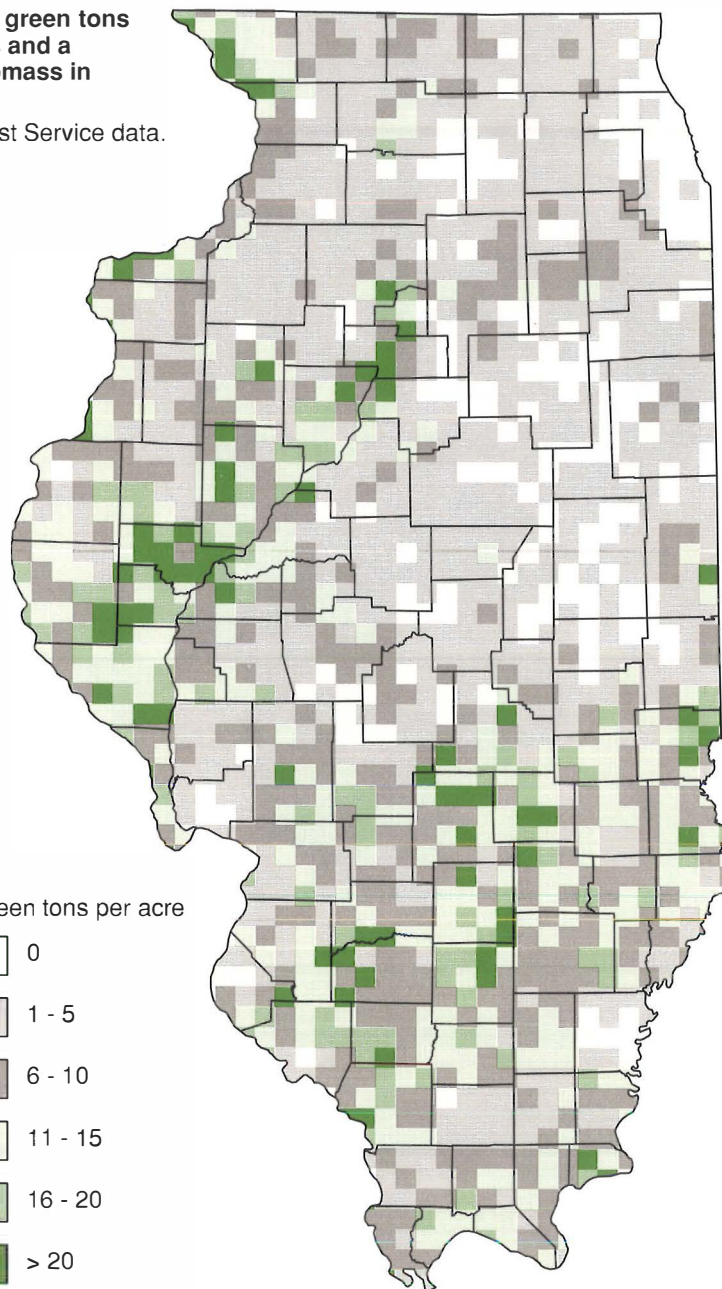 green tons
and a
omass in
st Service data.
een tons per acre
0
1 - 5
6 - 10
11 - 15
16 - 20
> 20